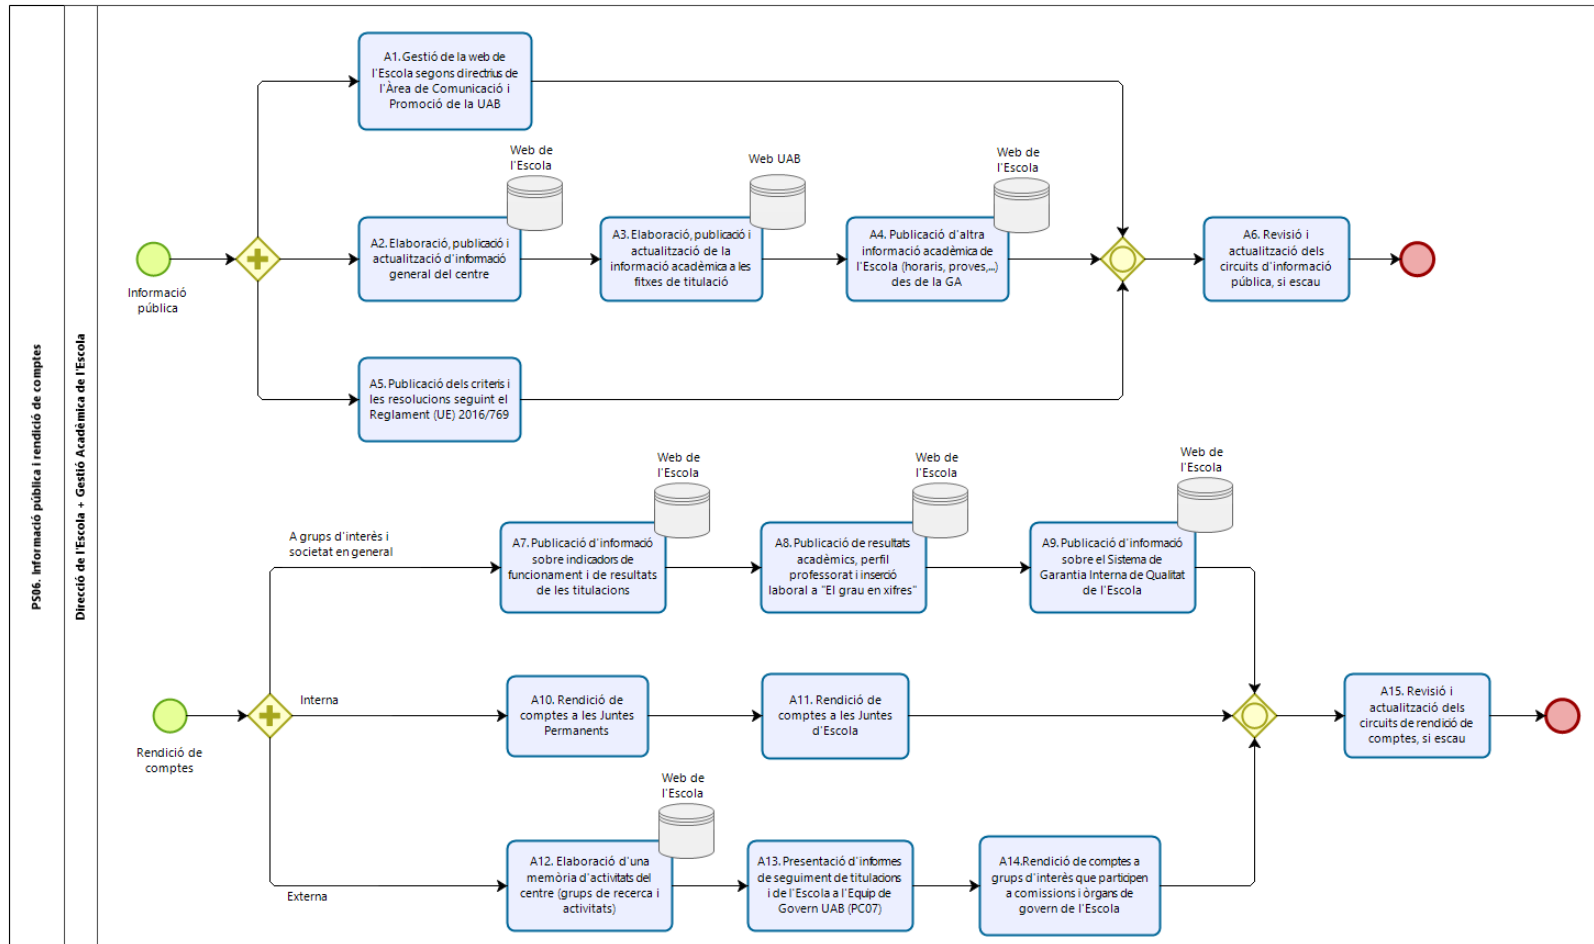 PS06. Informació pública i rendició de comptes
Direcció de l'Escola + Gestió Acadèmica de l'Escola
A1. Gestió de la web de
l'Escola segons directrius de
l'Àrea de Comunicació i
Promoció de la UAB
Web de
l'Escola
Web UAB
Web de
l'Escola
Informació
pública
A2. Elaboració, publicació i
actualització d'informació
general del centre
A3. Elaboració, publicació i
actualització de la
informació acadèmica a les
fitxes de titulació
A4. Publicació d'altra
informació acadèmica de
l'Escola (horaris, proves,...)
des de la GA
A6. Revisió i
actualització dels
circuits d'informació
pública, si escau
A5. Publicació dels criteris i
les resolucions seguint el
Reglament (UE) 2016/769
Web de
l'Escola
Web de
l'Escola
Web de
l'Escola
A grups d'interès i
societat en general
A7. Publicació d'informació
sobre indicadors de
funcionament i de resultats
de les titulacions
A8. Publicació de resultats
acadèmics, perfil
professorat i inserció
laboral a "El grau en xifres"
A9. Publicació d'informació
sobre el Sistema de
Garantia Interna de Qualitat
de l'Escola
Rendició de
comptes
Interna
A10. Rendició de
comptes a les Juntes
Permanents
A11. Rendició de
comptes a les Juntes
d'Escola
A15. Revisió i
actualització dels
circuits de rendició de
comptes, si escau
Web de
l'Escola
Externa
A12. Elaboració d'una
memòria d'activitats del
centre (grups de recerca i
activitats)
A13. Presentació d'informes
de seguiment de titulacions
i de l'Escola a l'Equip de
Govern UAB (PC07)
A14.Rendició de comptes a
grups d'interès que participen
a comissions i òrgans de
govern de l'Escola